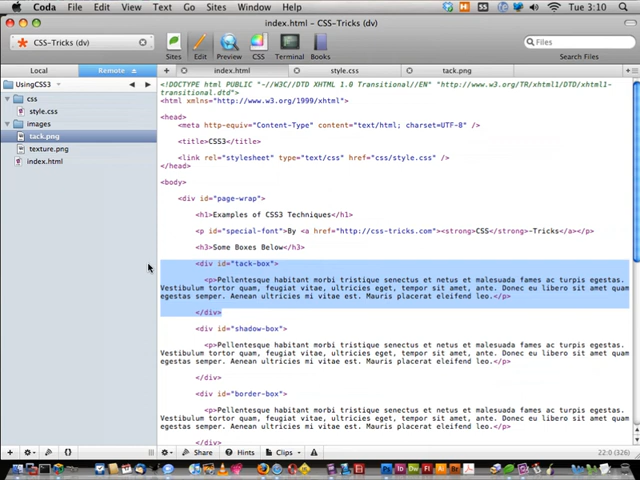 Coda File Edit View Text Sites Window Help Tue 3:10
index.html — CSS-Tricks (dv)
CSS-Tricks (dv)
Sites Edit Preview CSS Terminal Books
Files
Search Files
Local Remote
index.html style.css tack.png
UsingCSS3
css
style.css
images
tack.png
texture.png
index.html
<!DOCTYPE html PUBLIC "-//W3C//DTD XHTML 1.0 Transitional//EN" "http://www.w3.org/TR/xhtml1/DTD/xhtml1-
transitional.dtd">
<html xmlns="http://www.w3.org/1999/xhtml">
<head>
<meta http-equiv="Content-Type" content="text/html; charset=UTF-8" />
<title>CSS3</title>
<link rel="stylesheet" type="text/css" href="css/style.css" />
</head>
<body>
<div id="page-wrap">
<h1>Examples of CSS3 Techniques</h1>
<p id="special-font">By <a href="http://css-tricks.com"><strong>CSS</strong>-Tricks</a></p>
<h3>Some Boxes Below</h3>
<div id="tack-box">
<p>Pellentesque habitant morbi tristique senectus et netus et malesuada fames ac turpis egestas.
Vestibulum tortor quam, feugiat vitae, ultricies eget, tempor sit amet, ante. Donec eu libero sit amet quam
egestas semper. Aenean ultricies mi vitae est. Mauris placerat eleifend leo.</p>
</div>
<div id="shadow-box">
<p>Pellentesque habitant morbi tristique senectus et netus et malesuada fames ac turpis egestas.
Vestibulum tortor quam, feugiat vitae, ultricies eget, tempor sit amet, ante. Donec eu libero sit amet quam
egestas semper. Aenean ultricies mi vitae est. Mauris placerat eleifend leo.</p>
</div>
<div id="border-box">
<p>Pellentesque habitant morbi tristique senectus et netus et malesuada fames ac turpis egestas.
Vestibulum tortor quam, feugiat vitae, ultricies eget, tempor sit amet, ante. Donec eu libero sit amet quam
egestas semper. Aenean ultricies mi vitae est. Mauris placerat eleifend leo.</p>
</div>
Share Hints Clips 22:0 (326)